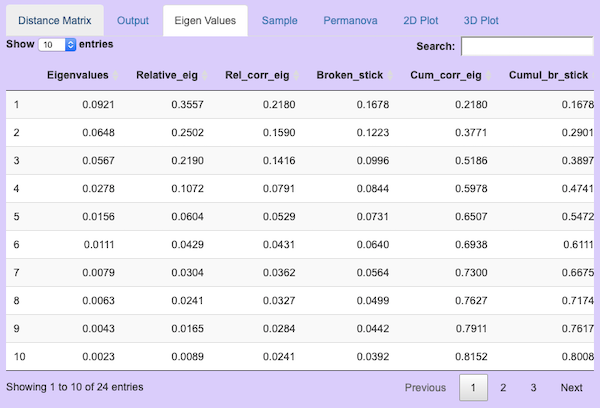 Distance Matrix Output Eigen Values Sample Permanova 2D Plot 3D Plot
Show 10 entries Search:
Eigenvalues Relative_eig Rel_corr_eig Broken_stick Cum_corr_eig Cumul_br_stick
1 0.0921 0.3557 0.2180 0.1678 0.2180 0.1678
2 0.0648 0.2502 0.1590 0.1223 0.3771 0.2901
3 0.0567 0.2190 0.1416 0.0996 0.5186 0.3897
4 0.0278 0.1072 0.0791 0.0844 0.5978 0.4741
5 0.0156 0.0604 0.0529 0.0731 0.6507 0.5472
6 0.0111 0.0429 0.0431 0.0640 0.6938 0.6111
7 0.0079 0.0304 0.0362 0.0564 0.7300 0.6675
8 0.0063 0.0241 0.0327 0.0499 0.7627 0.7174
9 0.0043 0.0165 0.0284 0.0442 0.7911 0.7617
10 0.0023 0.0089 0.0241 0.0392 0.8152 0.8008
Showing 1 to 10 of 24 entries Previous 1 2 3 Next